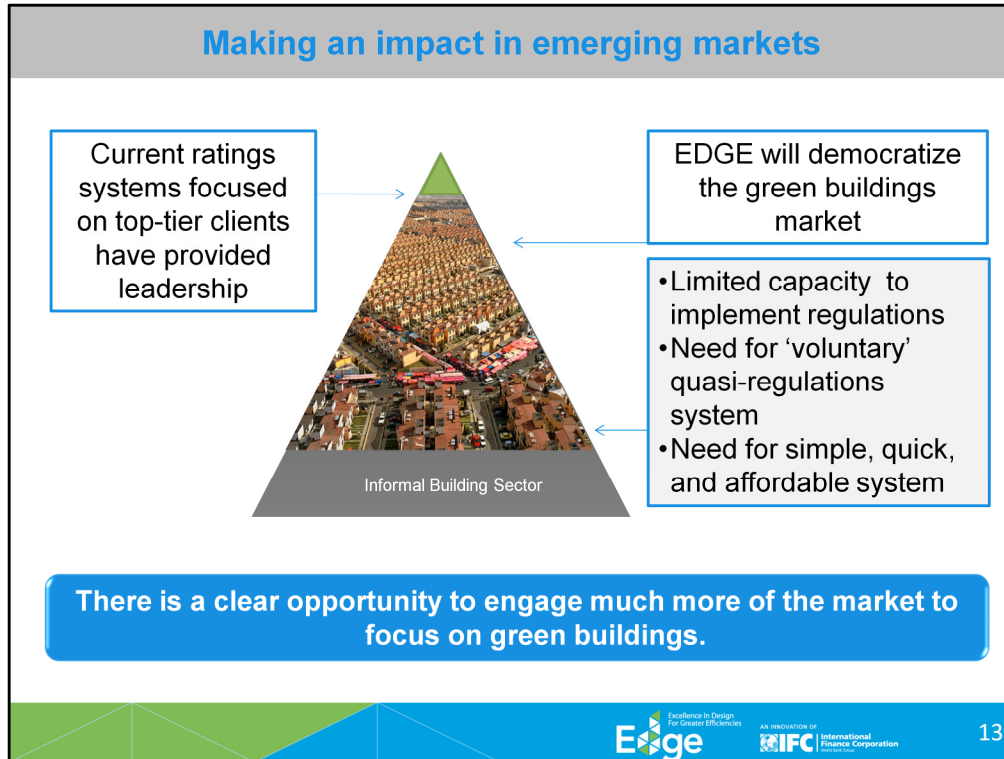 Making an impact in emerging markets
Current ratings
systems focused
on top-tier clients
have provided
leadership
EDGE will democratize
the green buildings
market
•Limited capacity to
implement regulations
•Need for ‘voluntary’
quasi-regulations
system
•Need for simple, quick,
and affordable system
Informal Building Sector
There is a clear opportunity to engage much more of the market to
focus on green buildings.
Excellence In Design
For Greater Efficiencies
Edge
AN INNOVATION OF
IFC
International
Finance Corporation
World Bank Group
13